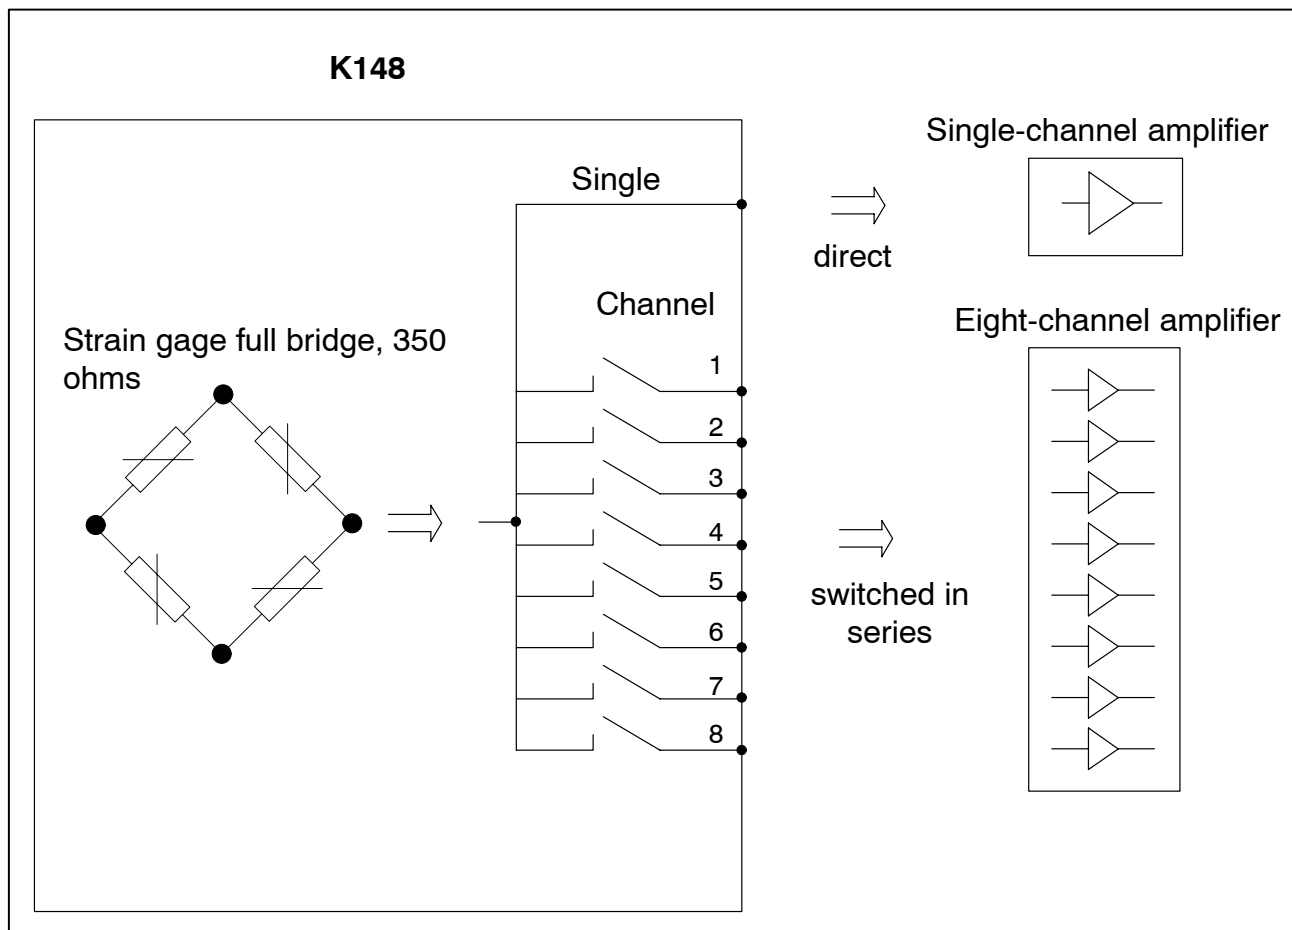 K148
Single-channel amplifier
Single
direct
Channel
Eight-channel amplifier
Strain gage full bridge, 350
ohms
1
2
3
4
5
6
7
8
switched in
series